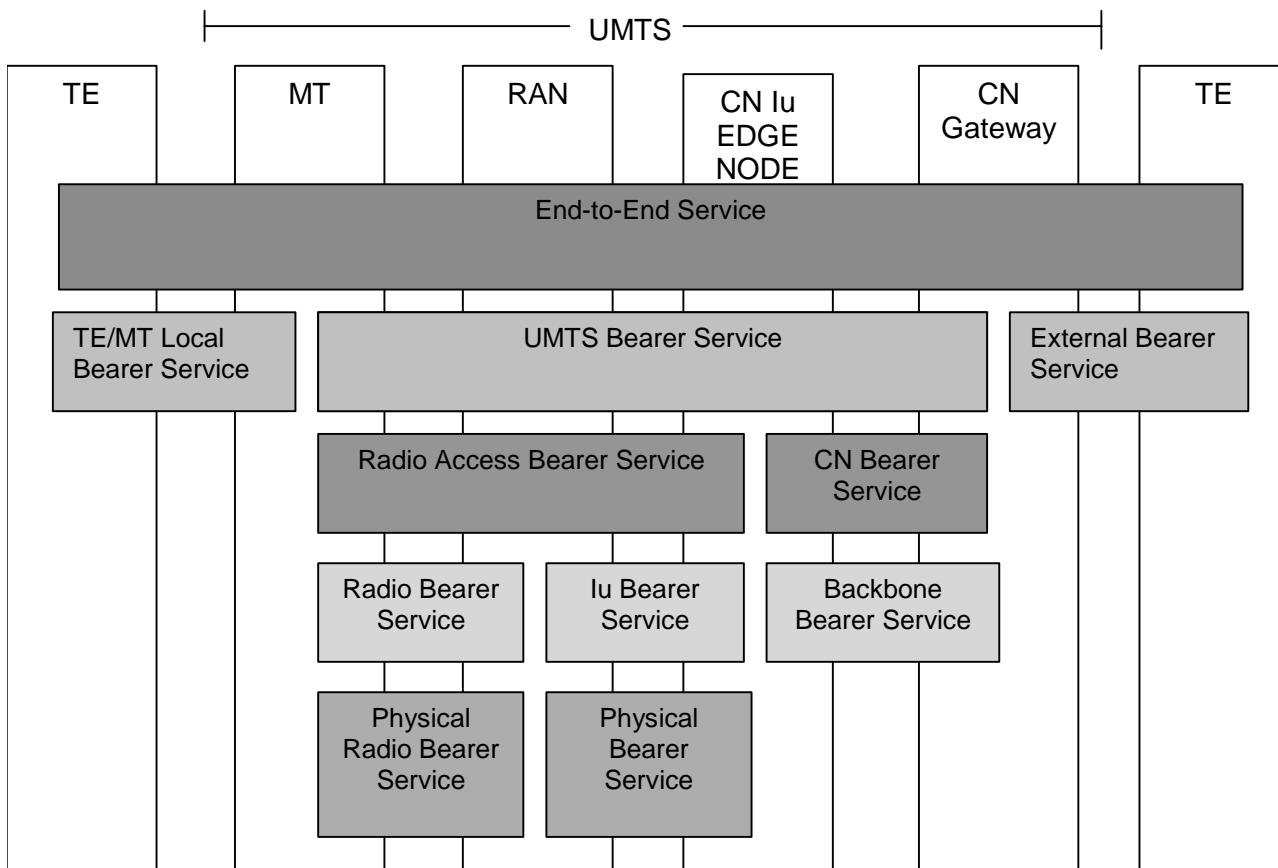 UMTS
TE
MT
RAN
CN Iu
EDGE
NODE
CN
Gateway
TE
End-to-End Service
TE/MT Local
Bearer Service
UMTS Bearer Service
External Bearer
Service
Radio Access Bearer Service
CN Bearer
Service
Radio Bearer
Service
Iu Bearer
Service
Backbone
Bearer Service
Physical
Radio Bearer
Service
Physical
Bearer
Service